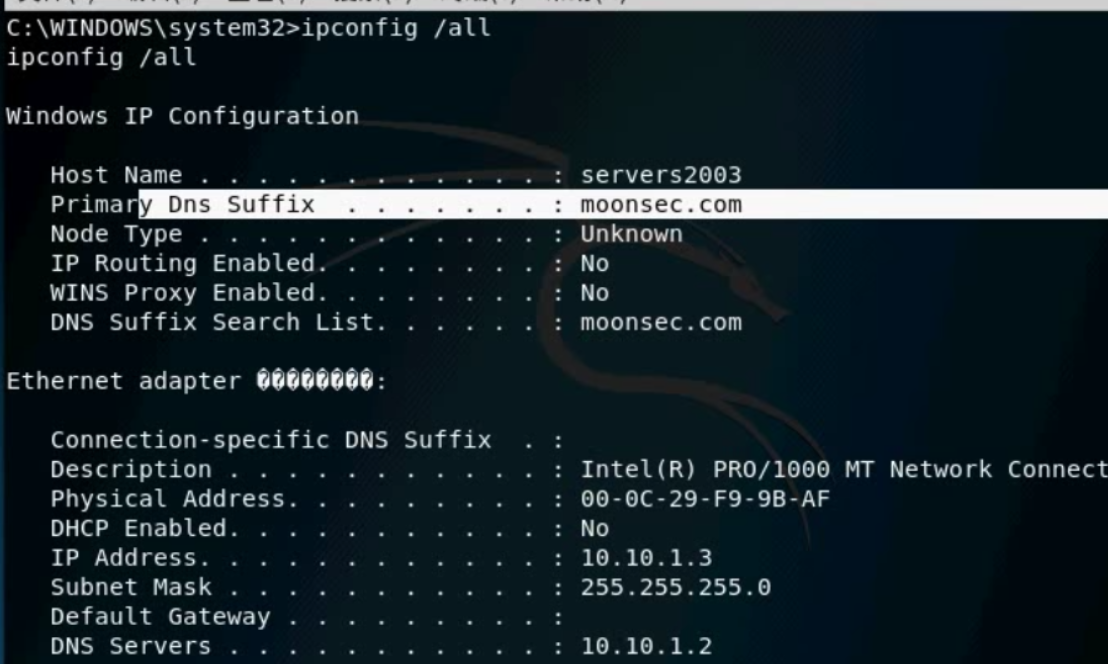 C:\WINDOWS\system32>ipconfig /all
ipconfig /all
Windows IP Configuration
Host Name . . . . . . . . . . . . : servers2003
Primary Dns Suffix . . . . . . . : moonsec.com
Node Type . . . . . . . . . . . . : Unknown
IP Routing Enabled. . . . . . . . : No
WINS Proxy Enabled. . . . . . . . : No
DNS Suffix Search List. . . . . . : moonsec.com
Ethernet adapter ���������:
Connection-specific DNS Suffix . :
Description . . . . . . . . . . . : Intel(R) PRO/1000 MT Network Connect
Physical Address. . . . . . . . . : 00-0C-29-F9-9B-AF
DHCP Enabled. . . . . . . . . . . : No
IP Address. . . . . . . . . . . . : 10.10.1.3
Subnet Mask . . . . . . . . . . . : 255.255.255.0
Default Gateway . . . . . . . . . :
DNS Servers . . . . . . . . . . . : 10.10.1.2